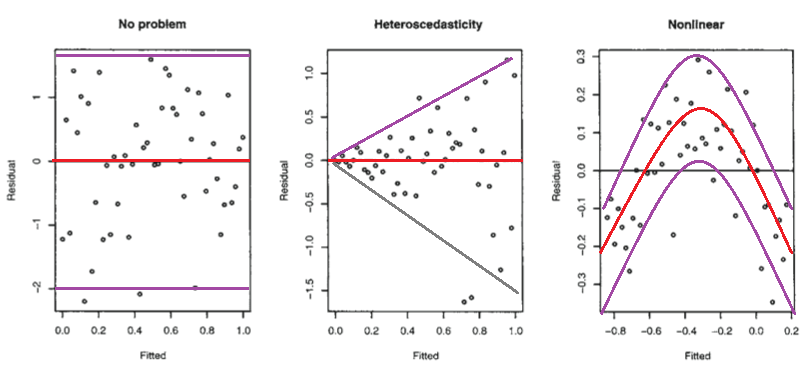 No problem
Residual
1
0
−1
−2
0.0 0.2 0.4 0.6 0.8 1.0
Fitted
Heteroscedasticity
Residual
1.0
0.5
0.0
−0.5
−1.0
−1.5
0.0 0.2 0.4 0.6 0.8 1.0
Fitted
Nonlinear
Residual
0.3
0.2
0.1
0.0
−0.1
−0.2
−0.3
−0.8 −0.6 −0.4 −0.2 0.0 0.2
Fitted